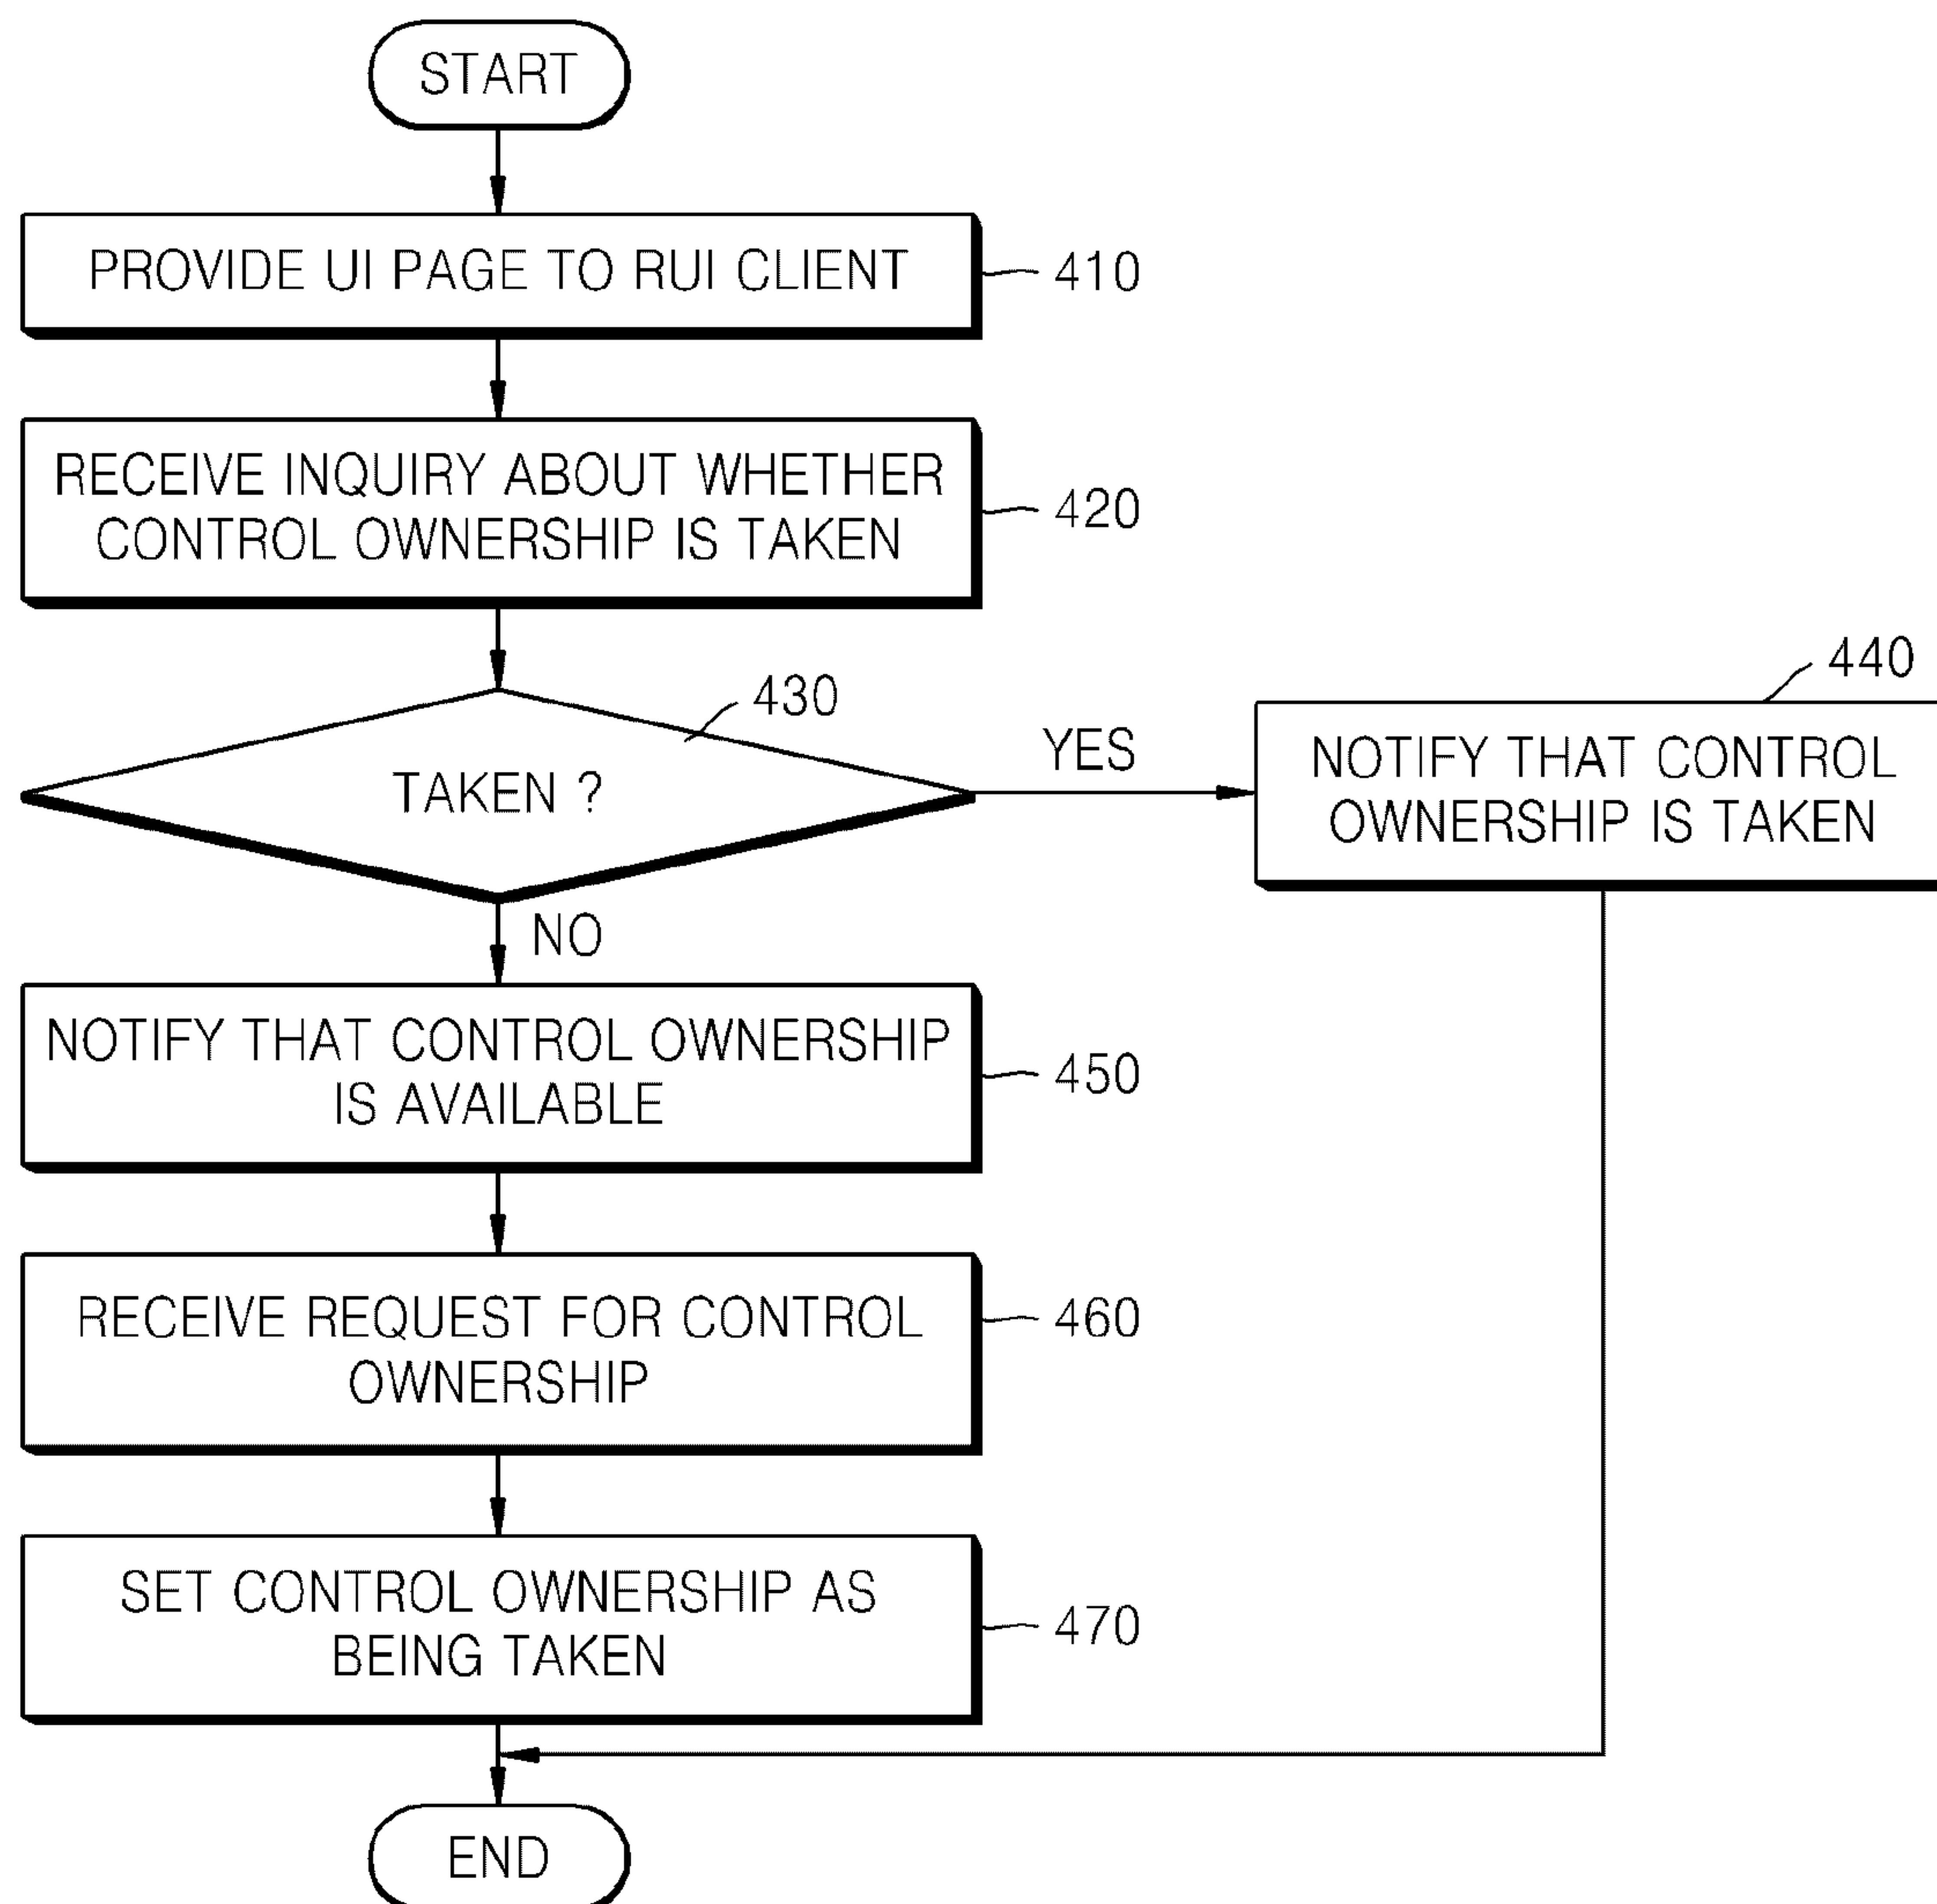 START
PROVIDE UI PAGE TO RUI CLIENT
410
RECEIVE INQUIRY ABOUT WHETHER
CONTROL OWNERSHIP IS TAKEN
420
430
TAKEN ?
YES
440
NOTIFY THAT CONTROL
OWNERSHIP IS TAKEN
NO
NOTIFY THAT CONTROL OWNERSHIP
IS AVAILABLE
450
RECEIVE REQUEST FOR CONTROL
OWNERSHIP
460
SET CONTROL OWNERSHIP AS
BEING TAKEN
470
END